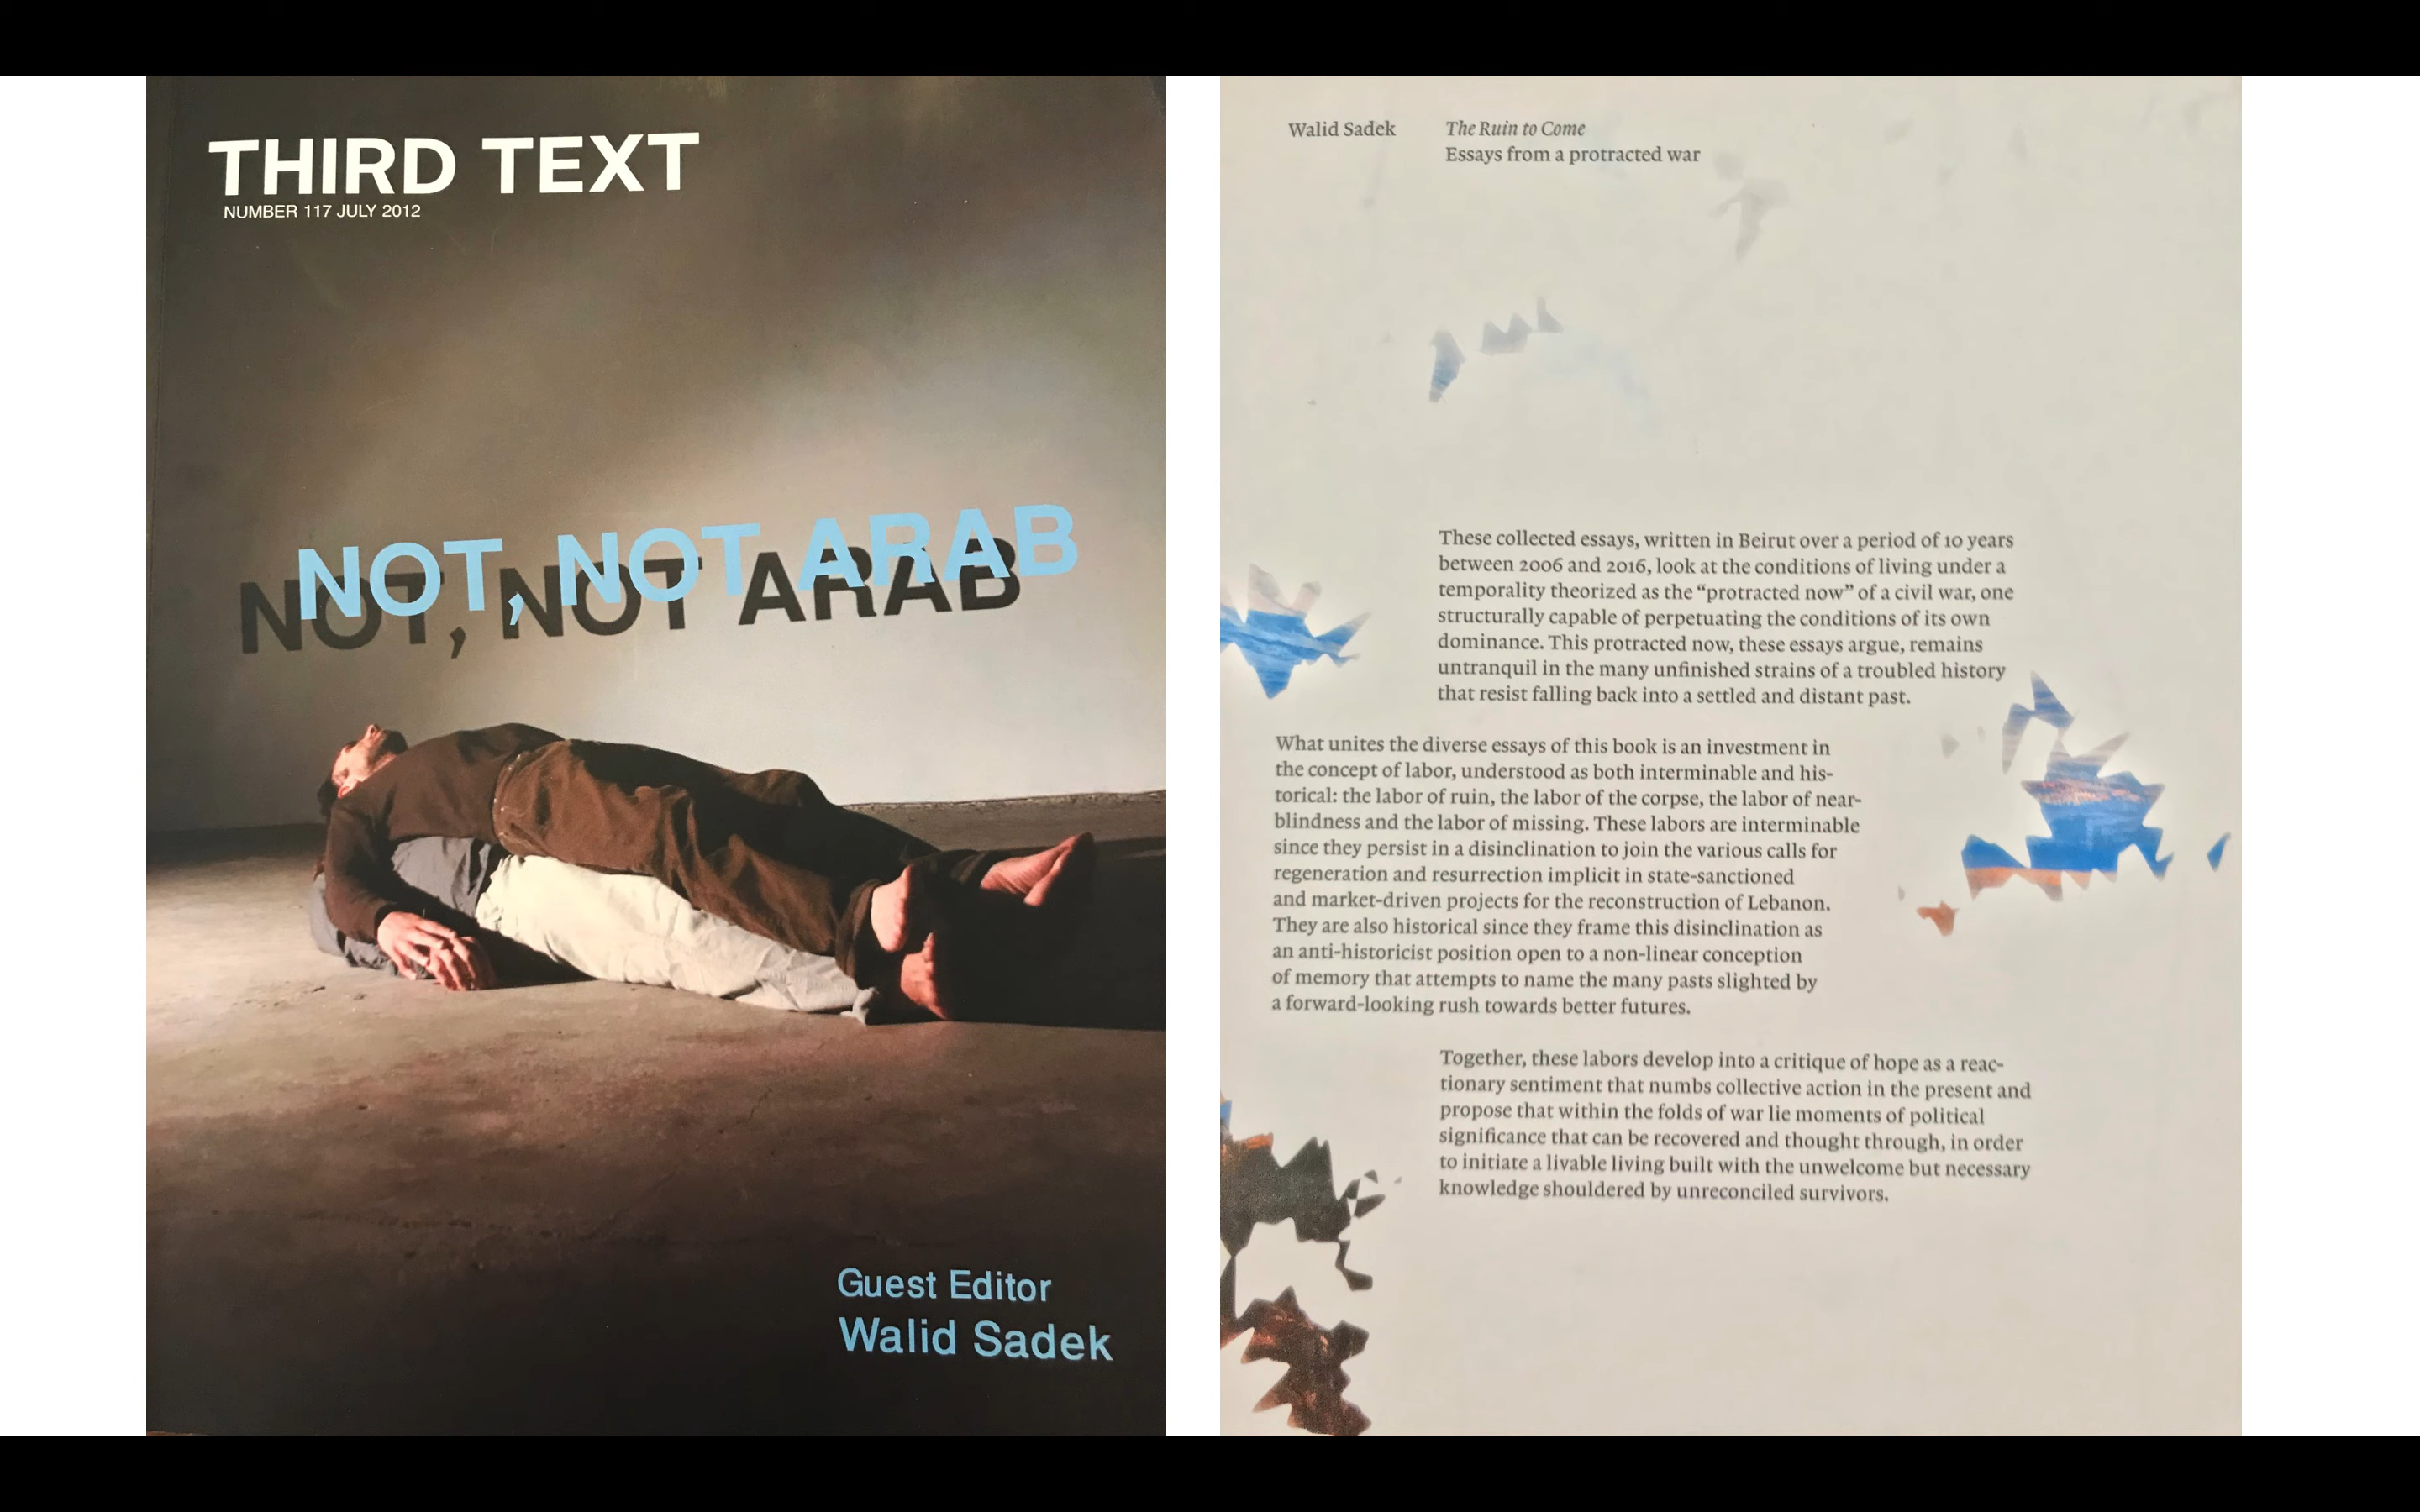 THIRD TEXT
NUMBER 117 JULY 2012
NOT, NOT ARAB
NOT, NOT ARAB
Guest Editor
Walid Sadek
Walid Sadek
The Ruin to Come
Essays from a protracted war
These collected essays, written in Beirut over a period of 10 years
between 2006 and 2016, look at the conditions of living under a
temporality theorized as the “protracted now” of a civil war, one
structurally capable of perpetuating the conditions of its own
dominance. This protracted now, these essays argue, remains
untranquil in the many unfinished strains of a troubled history
that resist falling back into a settled and distant past.
What unites the diverse essays of this book is an investment in
the concept of labor, understood as both interminable and his-
torical: the labor of ruin, the labor of the corpse, the labor of near-
blindness and the labor of missing. These labors are interminable
since they persist in a disinclination to join the various calls for
regeneration and resurrection implicit in state-sanctioned
and market-driven projects for the reconstruction of Lebanon.
They are also historical since they frame this disinclination as
an anti-historicist position open to a non-linear conception
of memory that attempts to name the many pasts slighted by
a forward-looking rush towards better futures.
Together, these labors develop into a critique of hope as a reac-
tionary sentiment that numbs collective action in the present and
propose that within the folds of war lie moments of political
significance that can be recovered and thought through, in order
to initiate a livable living built with the unwelcome but necessary
knowledge shouldered by unreconciled survivors.